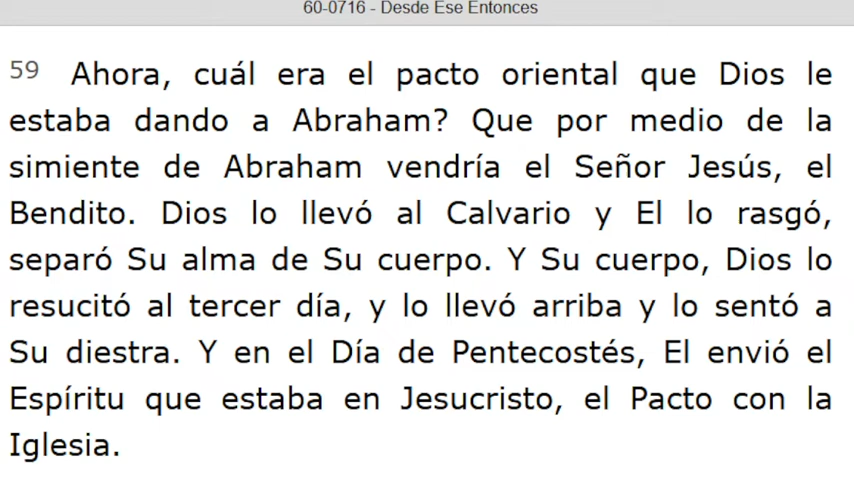 60-0716 - Desde Ese Entonces
59 Ahora, cuál era el pacto oriental que Dios le
estaba dando a Abraham? Que por medio de la
simiente de Abraham vendría el Señor Jesús, el
Bendito. Dios lo llevó al Calvario y El lo rasgó,
separó Su alma de Su cuerpo. Y Su cuerpo, Dios lo
resucitó al tercer día, y lo llevó arriba y lo sentó a
Su diestra. Y en el Día de Pentecostés, El envió el
Espíritu que estaba en Jesucristo, el Pacto con la
Iglesia.